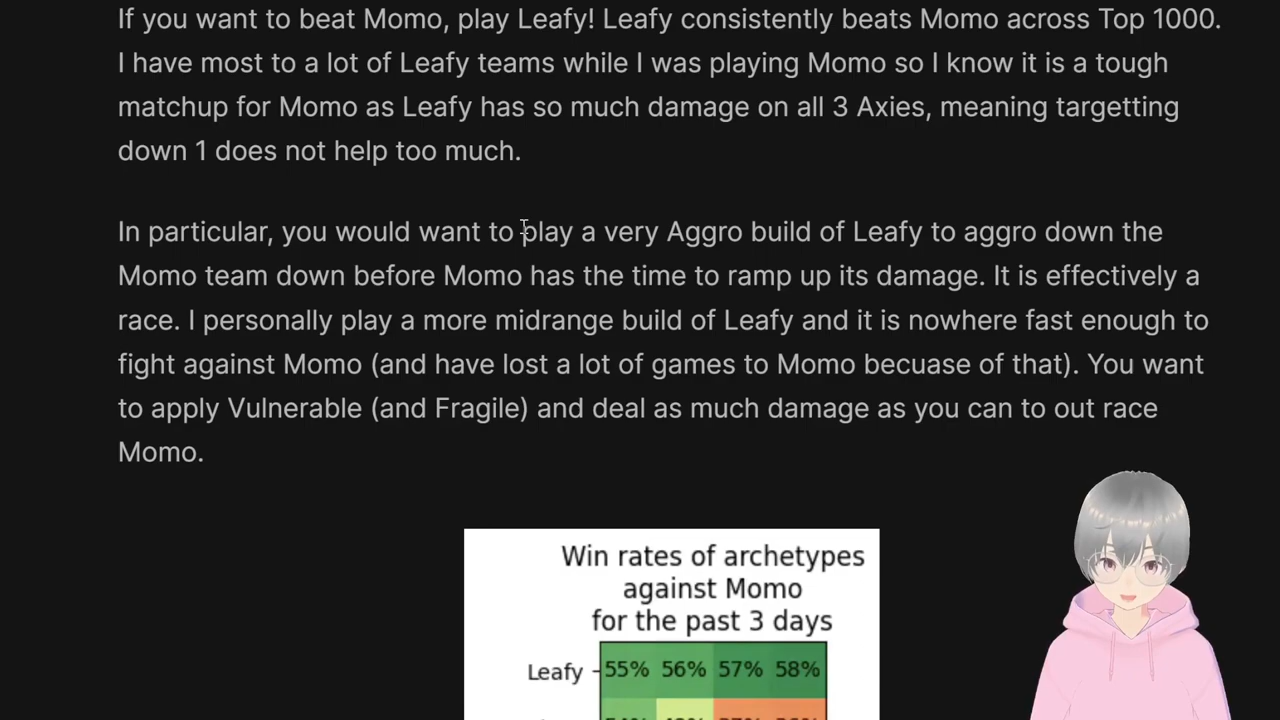 If you want to beat Momo, play Leafy! Leafy consistently beats Momo across Top 1000.
I have most to a lot of Leafy teams while I was playing Momo so I know it is a tough
matchup for Momo as Leafy has so much damage on all 3 Axies, meaning targetting
down 1 does not help too much.
In particular, you would want to play a very Aggro build of Leafy to aggro down the
Momo team down before Momo has the time to ramp up its damage. It is effectively a
race. I personally play a more midrange build of Leafy and it is nowhere fast enough to
fight against Momo (and have lost a lot of games to Momo becuase of that). You want
to apply Vulnerable (and Fragile) and deal as much damage as you can to out race
Momo.
Win rates of archetypes
against Momo
for the past 3 days
Leafy 55% 56% 57% 58%